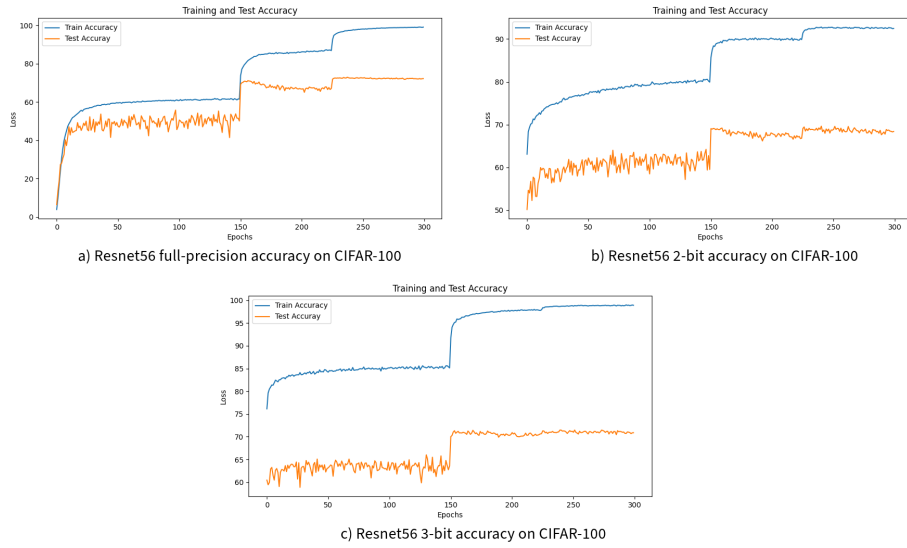 Training and Test Accuracy
Train Accuracy
Test Accuray
Loss
100
80
60
40
20
0
0 50 100 150 200 250 300
Epochs
a) Resnet56 full-precision accuracy on CIFAR-100
Training and Test Accuracy
Train Accuracy
Test Accuray
Loss
90
80
70
60
50
0 50 100 150 200 250 300
Epochs
b) Resnet56 2-bit accuracy on CIFAR-100
Training and Test Accuracy
Train Accuracy
Test Accuray
Loss
100
95
90
85
80
75
70
65
60
0 50 100 150 200 250 300
Epochs
c) Resnet56 3-bit accuracy on CIFAR-100